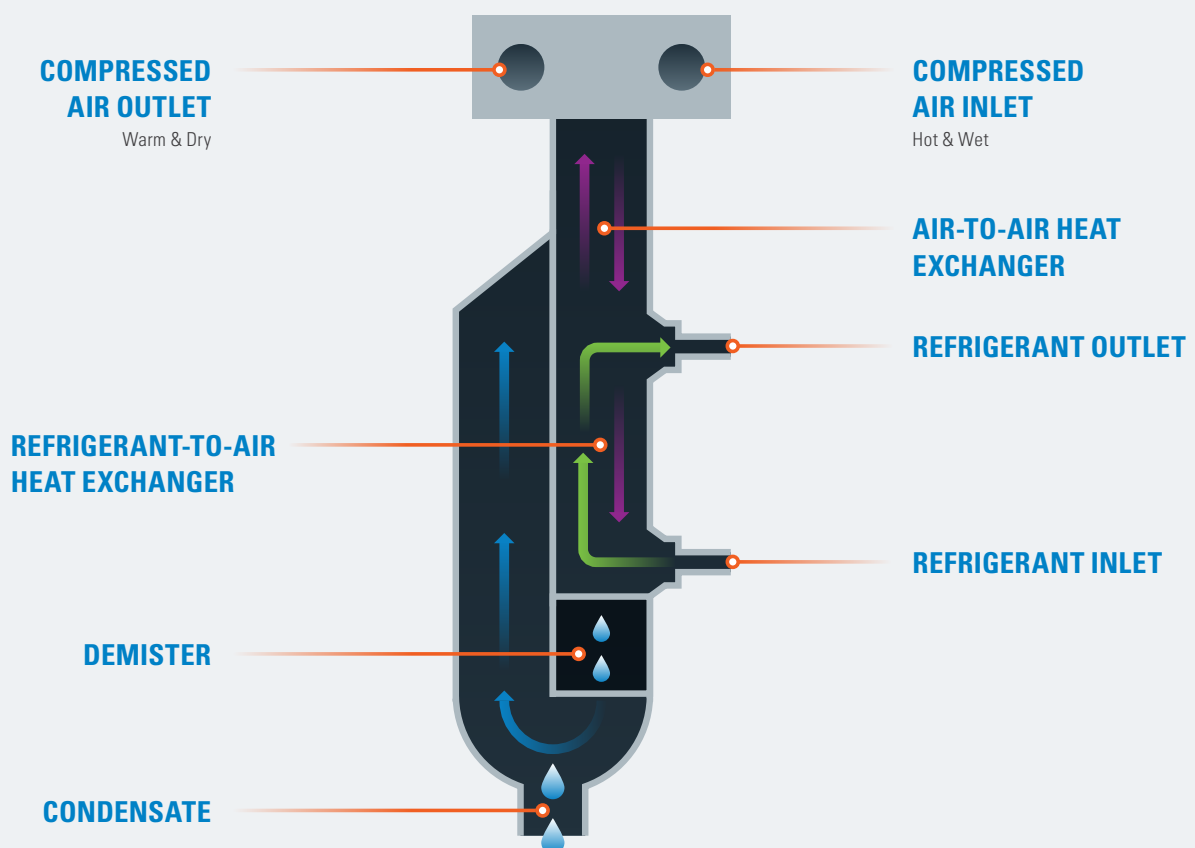 COMPRESSED
AIR OUTLET
Warm & Dry
COMPRESSED
AIR INLET
Hot & Wet
AIR-TO-AIR HEAT
EXCHANGER
REFRIGERANT OUTLET
REFRIGERANT-TO-AIR
HEAT EXCHANGER
REFRIGERANT INLET
DEMISTER
CONDENSATE